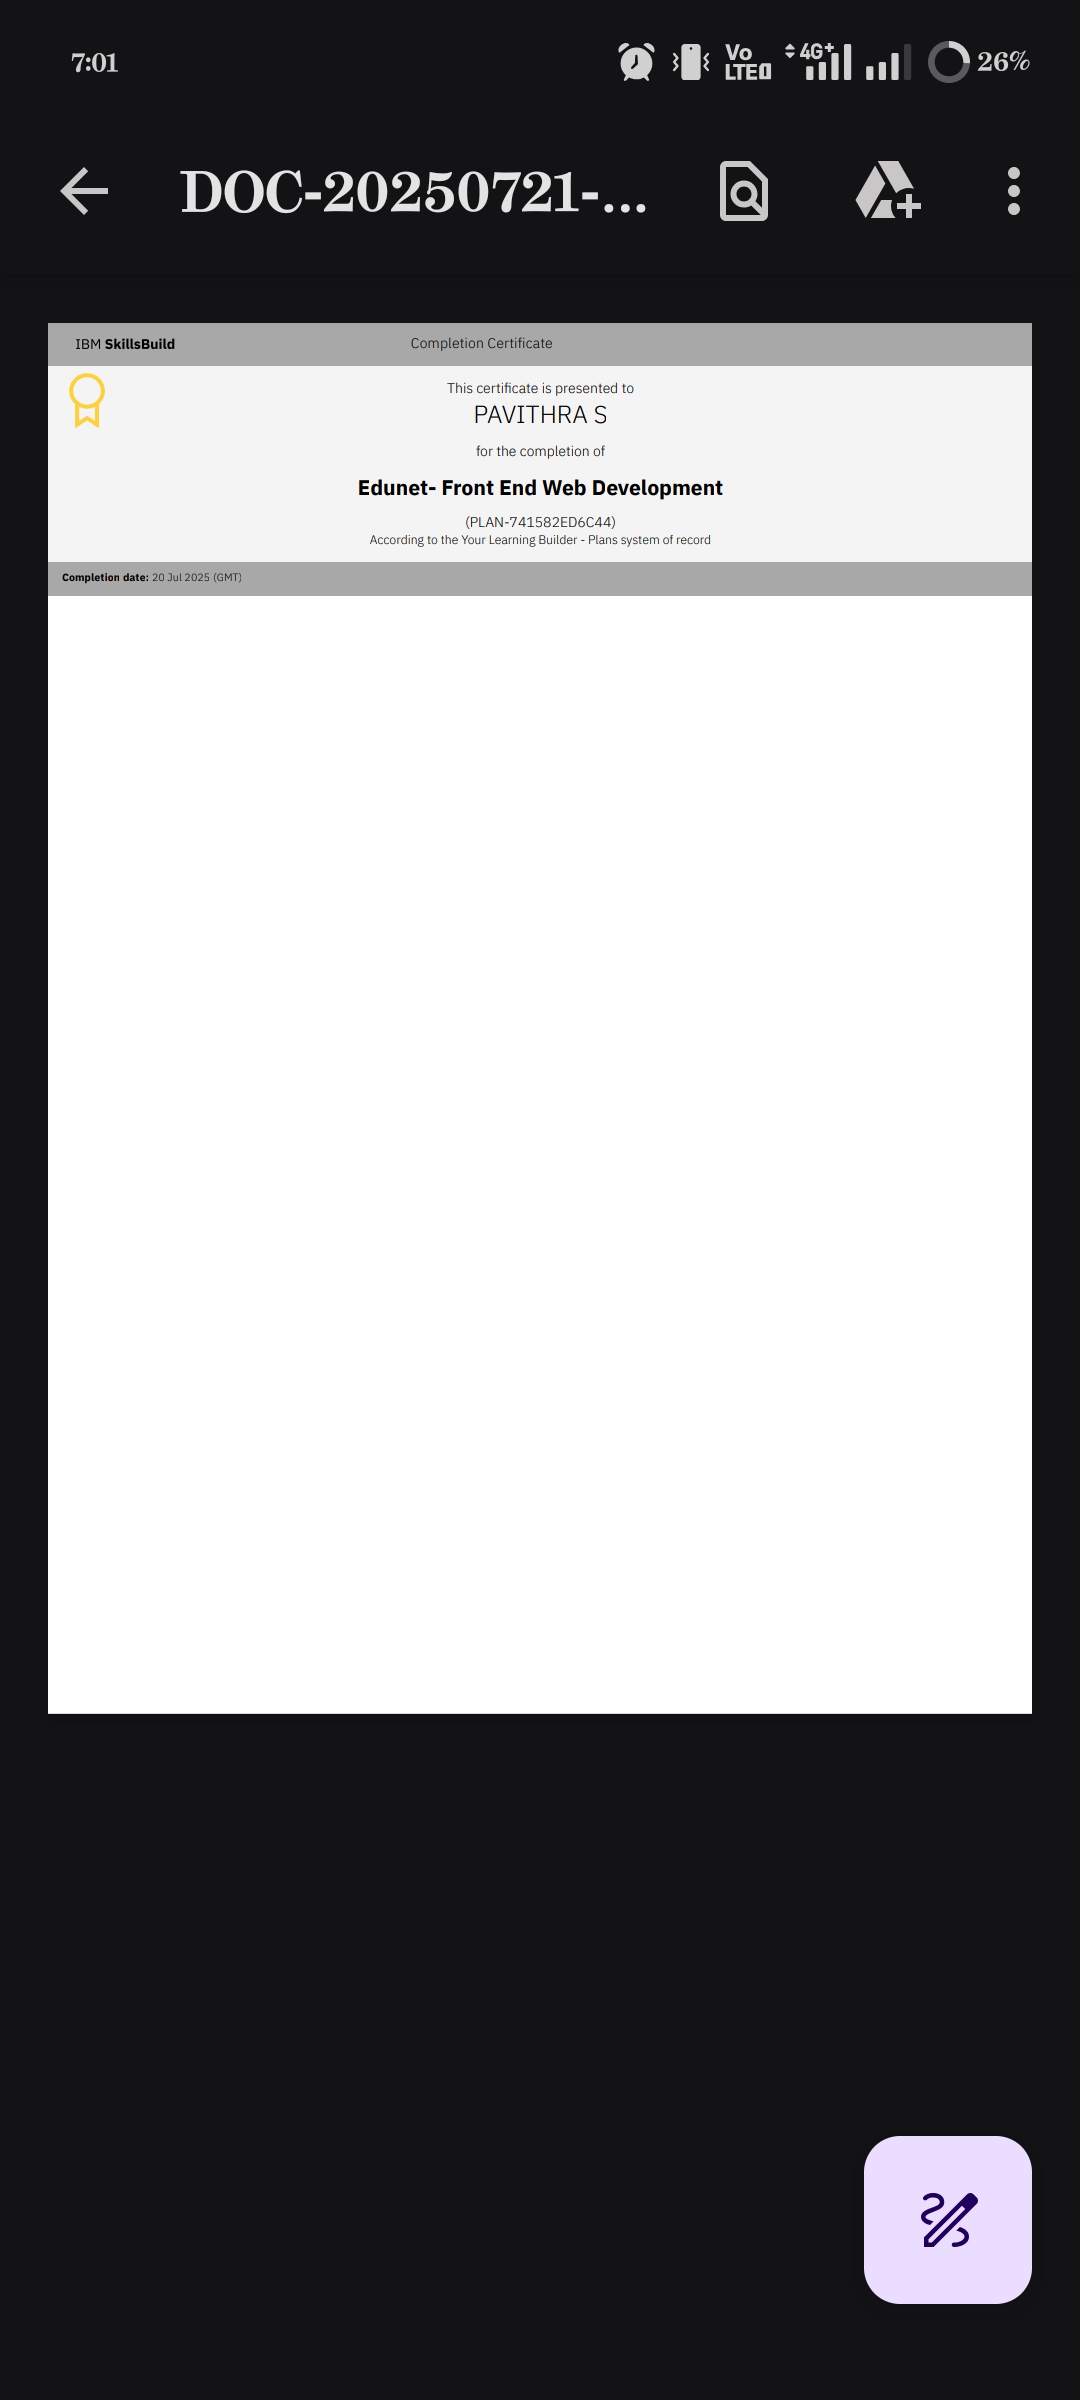 7:01
Vo
LTE
4G+
26%
DOC-20250721-...
IBM SkillsBuild
Completion Certificate
This certificate is presented to
PAVITHRA S
for the completion of
Edunet- Front End Web Development
(PLAN-741582ED6C44)
According to the Your Learning Builder - Plans system of record
Completion date: 20 Jul 2025 (GMT)